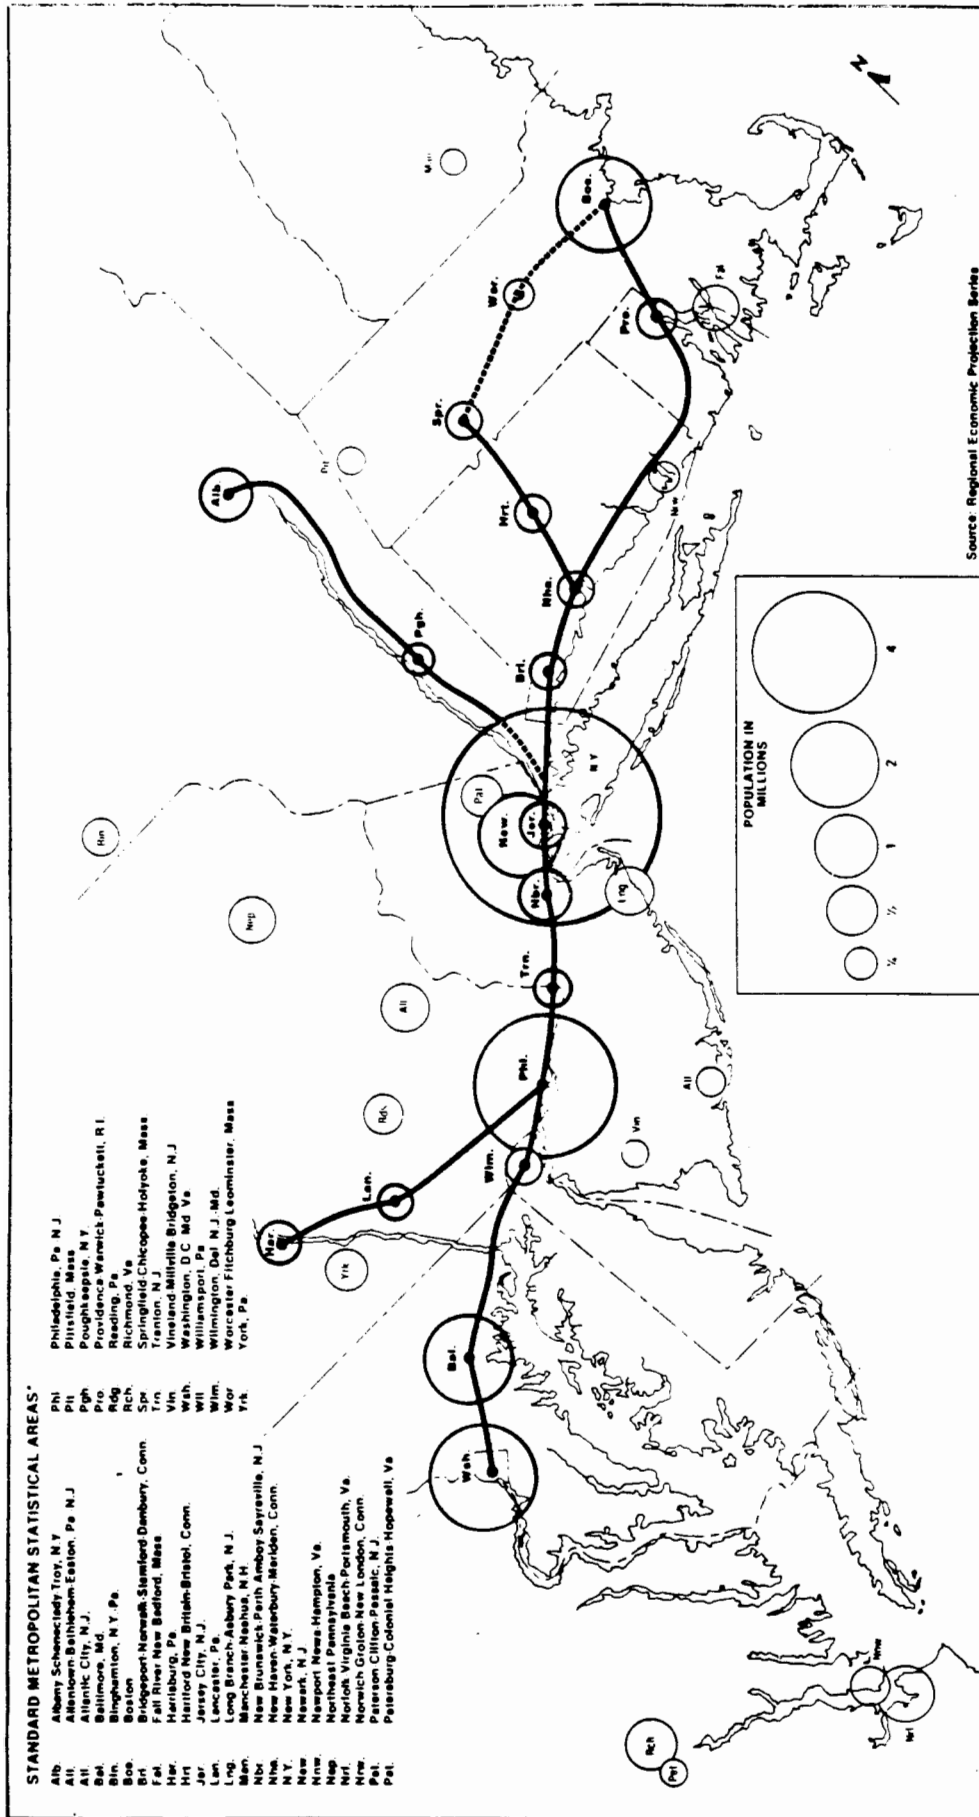 STANDARD METROPOLITAN STATISTICAL AREAS*
Alb. Albany Schenectady Troy, N.Y.
All. Allentown-Bethlehem-Easton, Pa N.J
Atl. Atlantic City, N.J.
Bal. Baltimore, Md.
Bin. Binghamton, N.Y.-Pa.
Bos. Boston
Bri. Bridgeport-Norwalk-Stamford-Danbury, Conn.
Fal. Fall River New Bedford, Mass
Har. Harrisburg, Pa
Hrt Hartford New Britain-Bristol, Conn.
Jer. Jersey City, N.J.
Lan. Lancaster, Pa.
Lng. Long Branch-Asbury Park, N.J.
Man. Manchester-Nashua, N.H.
Nbr. New Brunswick-Perth Amboy Sayreville, N.J
Nha. New Haven-Waterbury-Meriden, Conn.
N.Y. New York, N.Y.
New Newark, N.J
Nnw. Newport News-Hampton, Va.
Nep. Northeast Pennsylvania
Nrl. Norfolk Virginia Beach-Portsmouth, Va.
Nrw. Norwich Groton-New London, Conn.
Pat. Paterson Clifton-Passaic, N.J.
Pet. Petersburg-Colonial Heights Hopewell, Va
Phl Philadelphia, Pa N.J
Pit Pittsfield, Mass
Pgh. Poughkeepsie, N.Y.
Pro. Providence-Warwick-Pawtuckett, R.I.
Rdg Reading, Pa
Rch. Richmond, Va
Spr. Springfield-Chicopee-Holyoke, Mass
Trn. Trenton, N.J.
Vin Vineland-Millville Bridgeton, N.J
Wsh. Washington, D C Md Va
Wil Williamsport, Pa
Wlm. Wilmington, Del N.J.-Md.
Wor Worcester Fitchburg Leominster, Mass
Yrk. York, Pa.
N
Man
Bos.
Wor.
Fal
Pro.
Spr.
Pit
Alb.
Hrt.
Nrw
Nha.
Pgh.
Bri.
N Y
Pat
New.
Jer.
Bin
Nbr.
Lng
Nep
Trn.
All
Phl.
Rdg
Atl
Vin
Wlm.
Lan.
Har.
Yrk
Bal.
Wsh.
Nnw
Nrl
Rch
Pet
POPULATION IN
MILLIONS
¼
½
1
2
4
Source: Regional Economic Projection Series